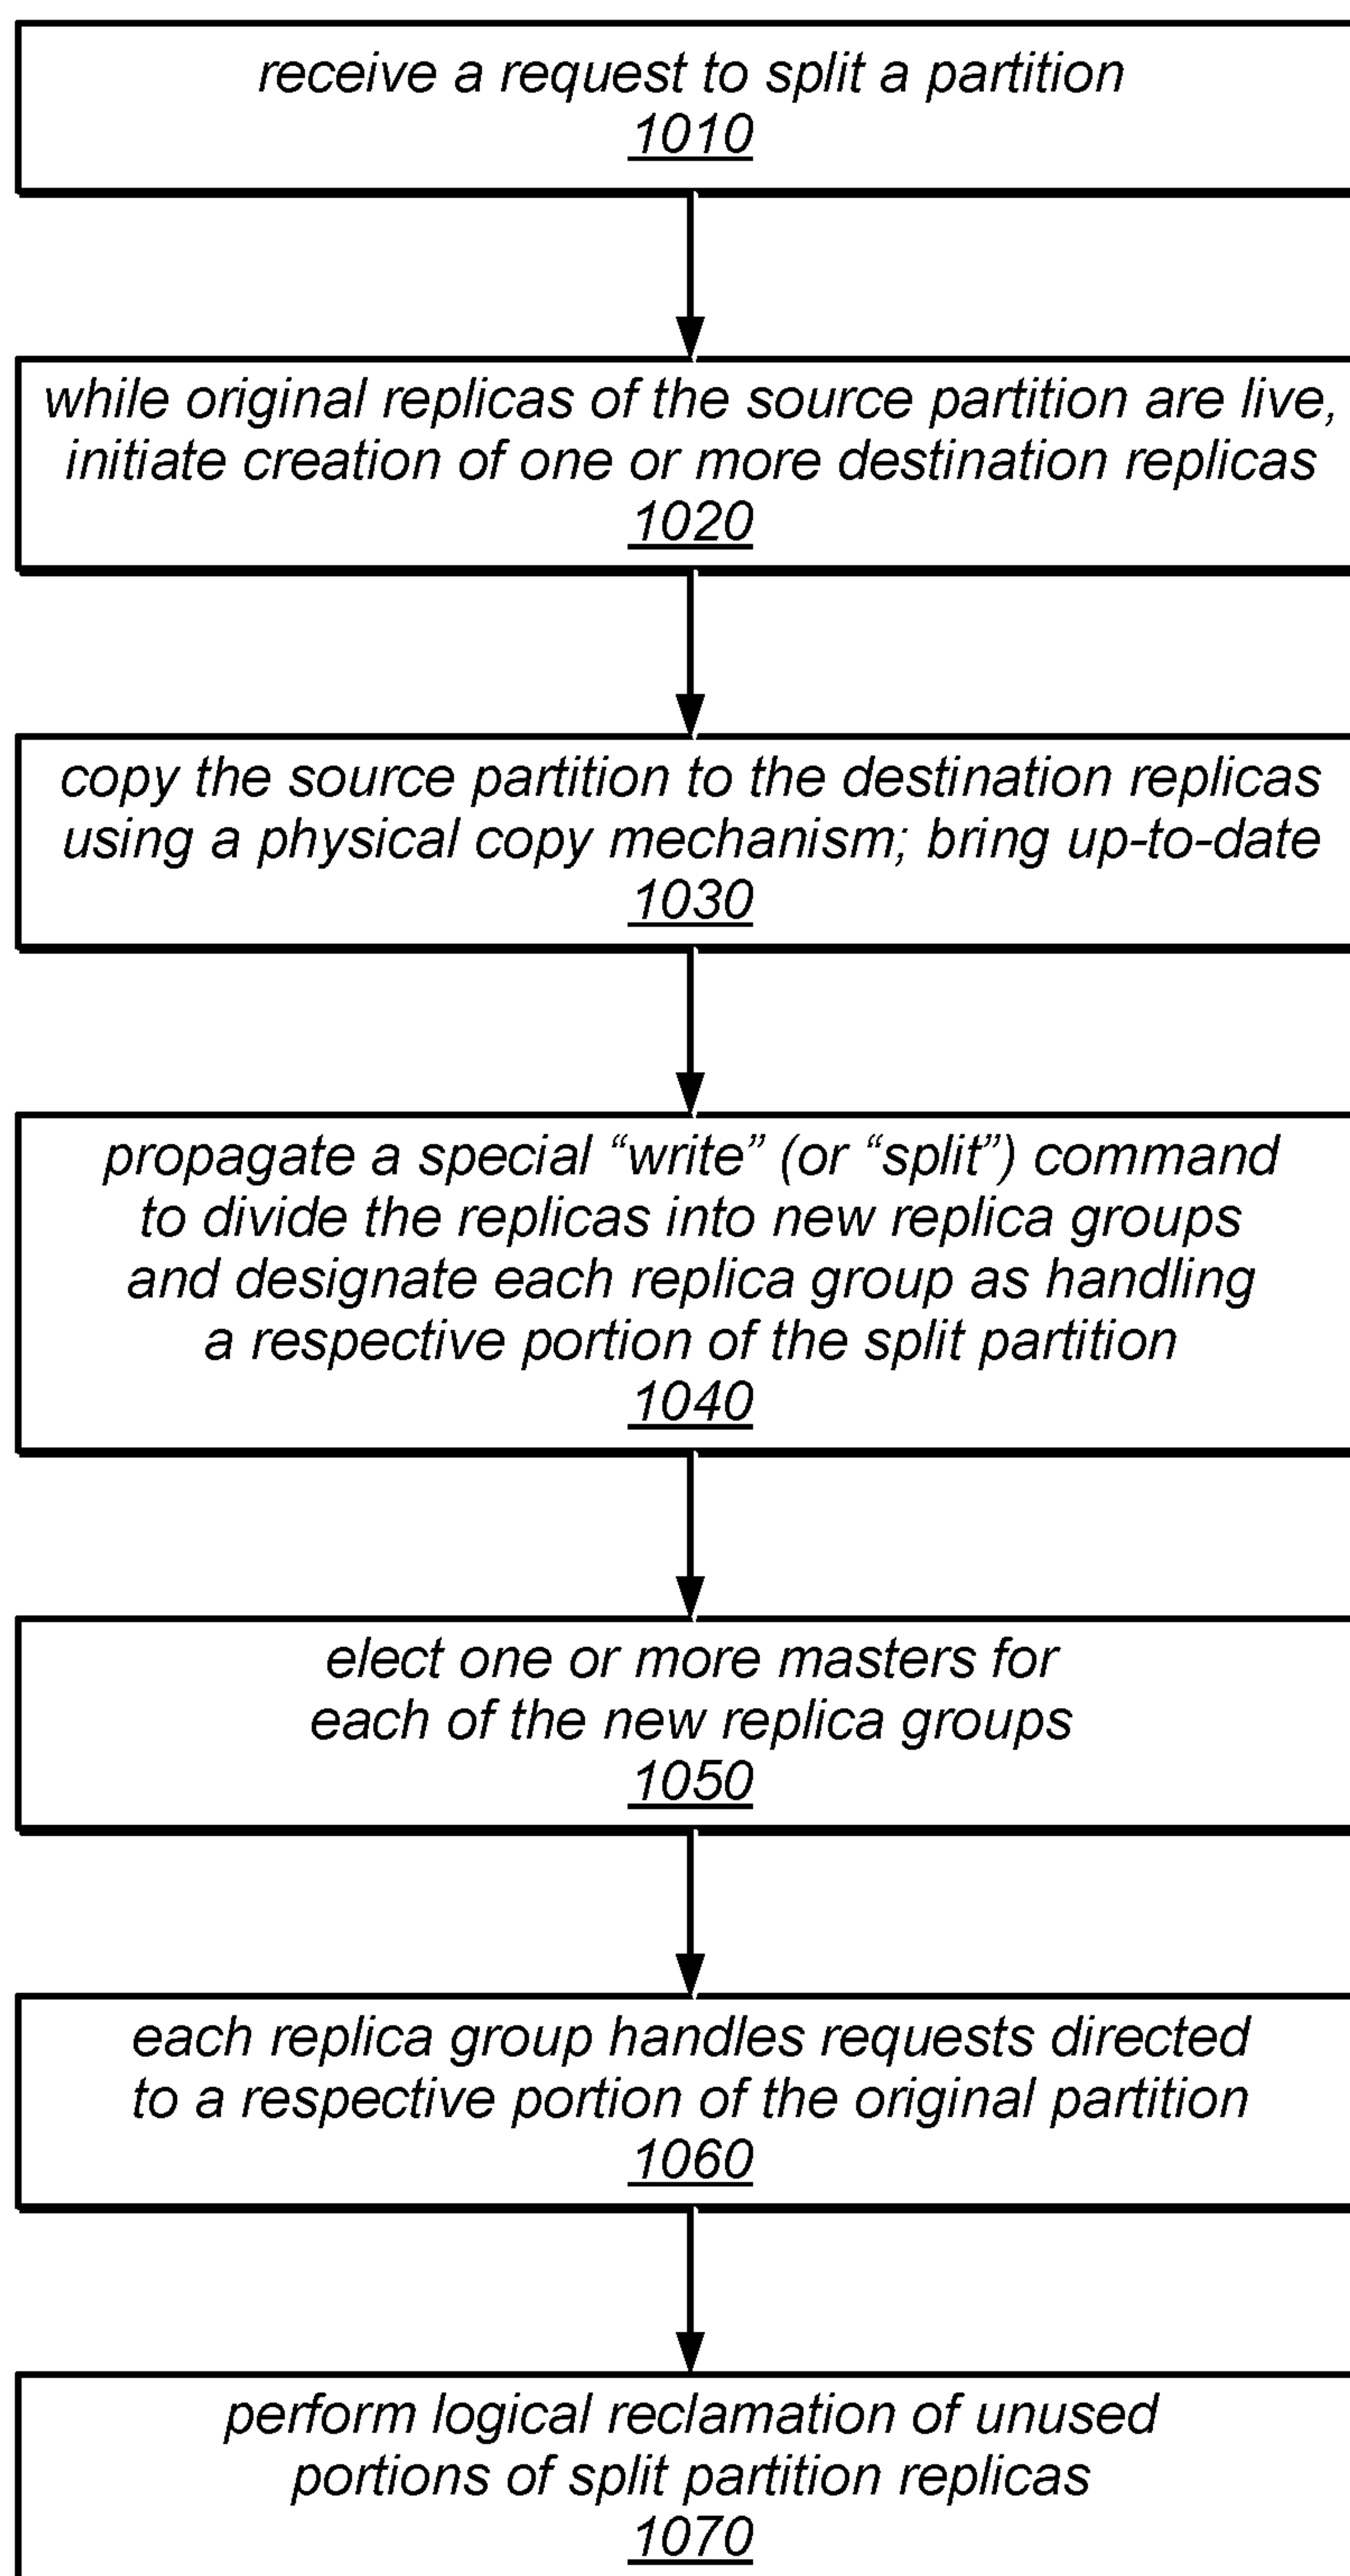 receive a request to split a partition
1010
while original replicas of the source partition are live,
initiate creation of one or more destination replicas
1020
copy the source partition to the destination replicas
using a physical copy mechanism; bring up-to-date
1030
propagate a special “write” (or “split”) command
to divide the replicas into new replica groups
and designate each replica group as handling
a respective portion of the split partition
1040
elect one or more masters for
each of the new replica groups
1050
each replica group handles requests directed
to a respective portion of the original partition
1060
perform logical reclamation of unused
portions of split partition replicas
1070